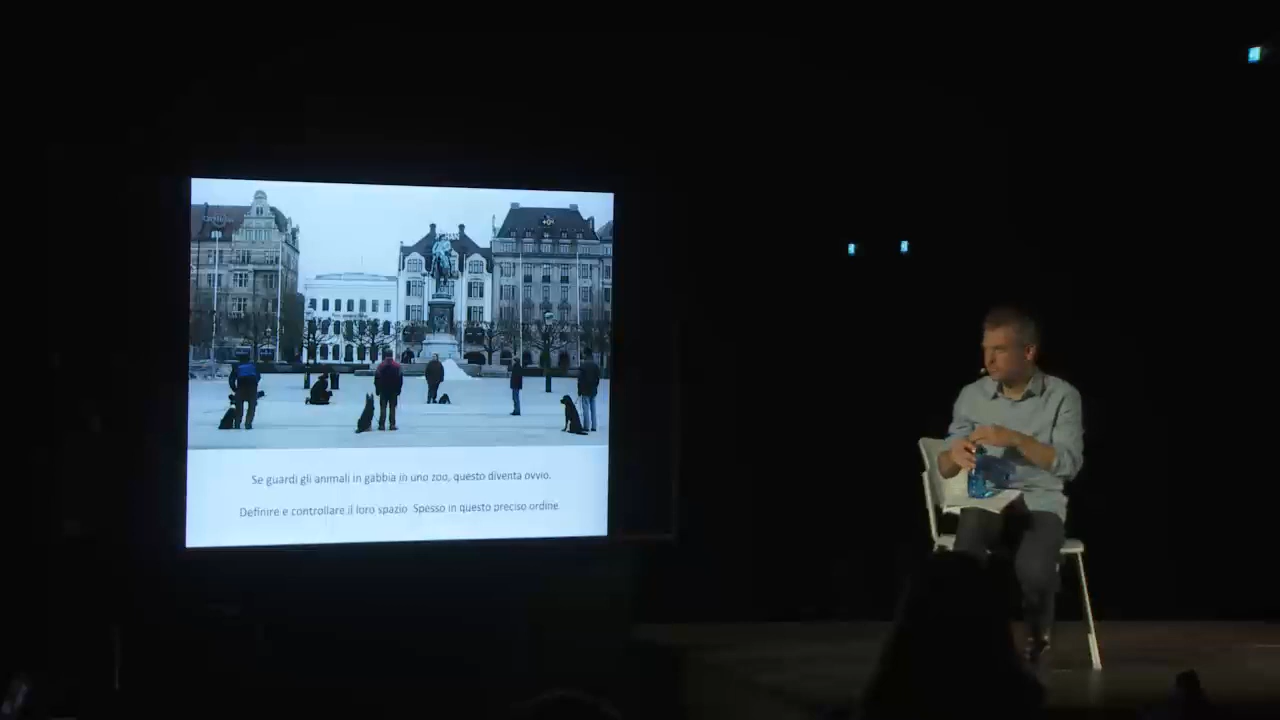 Se guardi gli animali in gabbia in uno zoo, questo diventa ovvio.
Definire e controllare il loro spazio Spesso in questo preciso ordine